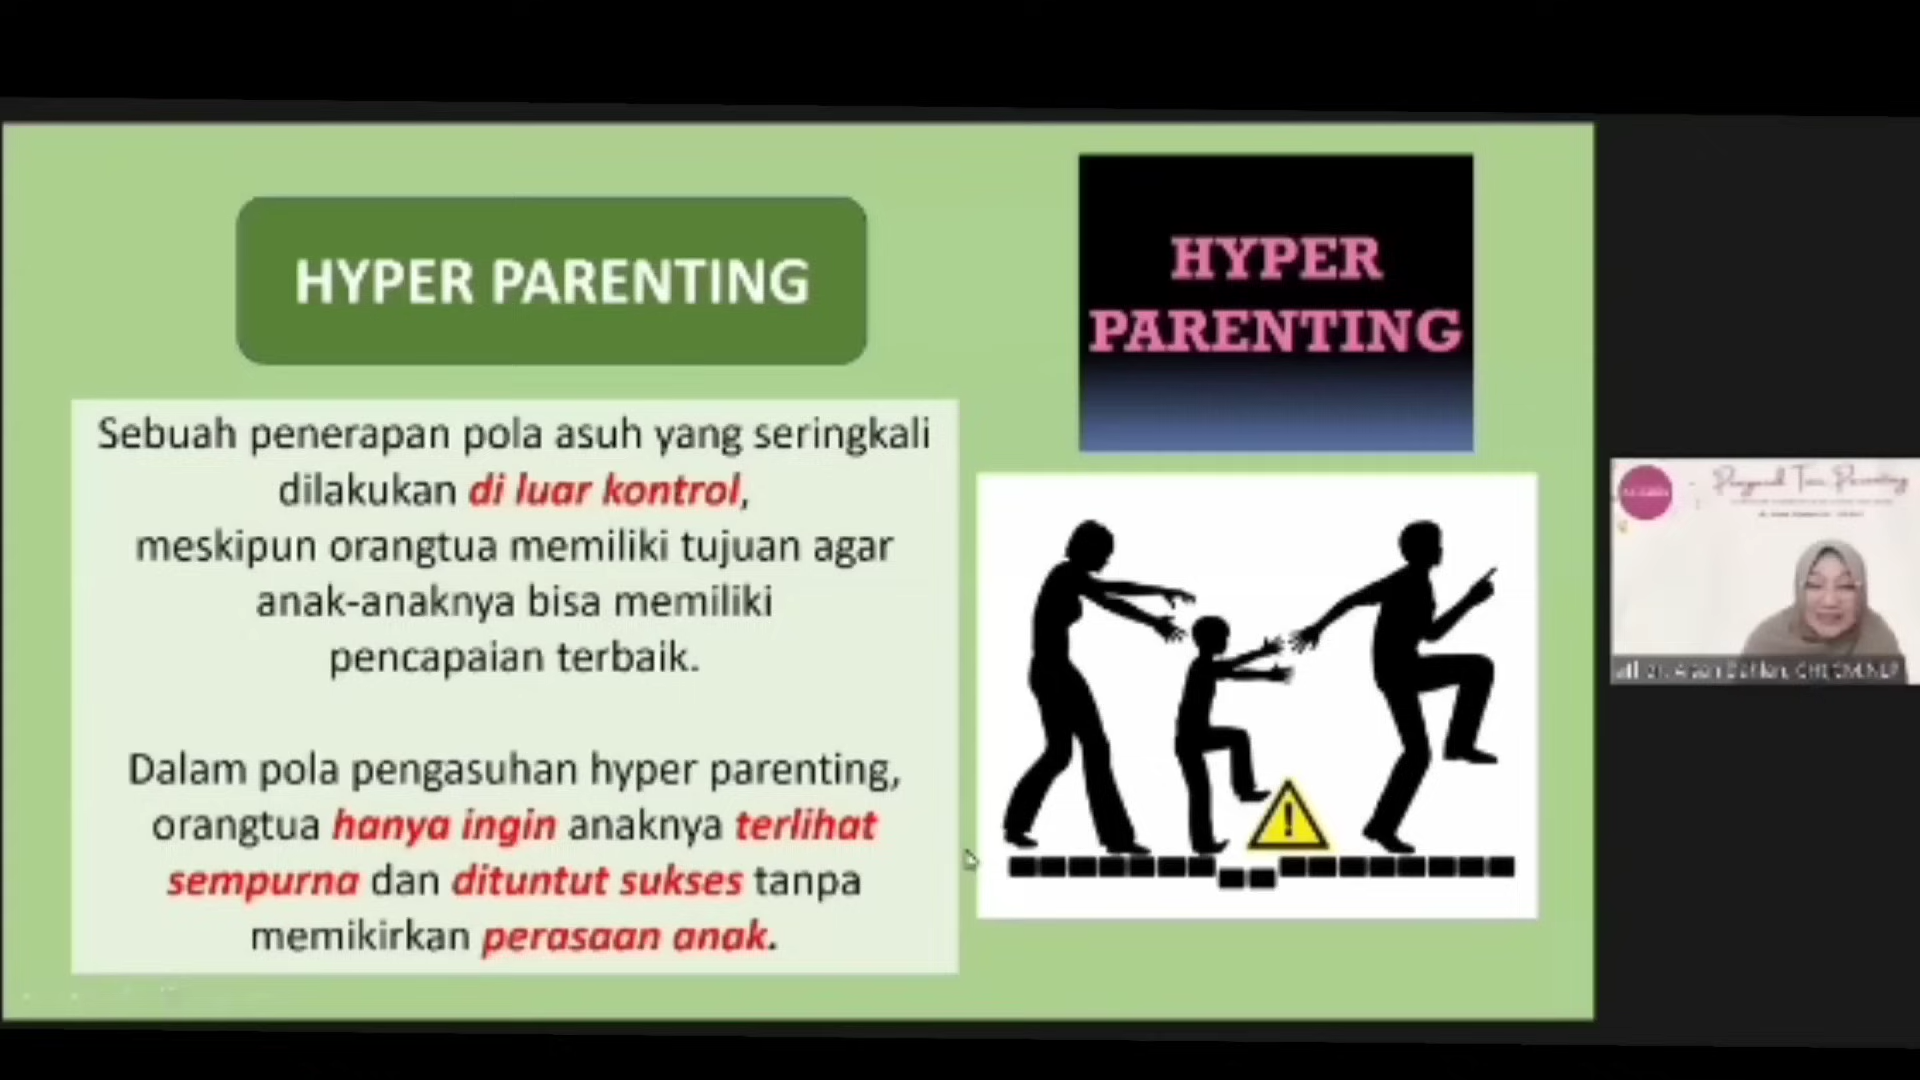 HYPER PARENTING
Sebuah penerapan pola asuh yang seringkali
dilakukan di luar kontrol,
meskipun orangtua memiliki tujuan agar
anak-anaknya bisa memiliki
pencapaian terbaik.
Dalam pola pengasuhan hyper parenting,
orangtua hanya ingin anaknya terlihat
sempurna dan dituntut sukses tanpa
memikirkan perasaan anak.
HYPER
PARENTING
!
Parenting